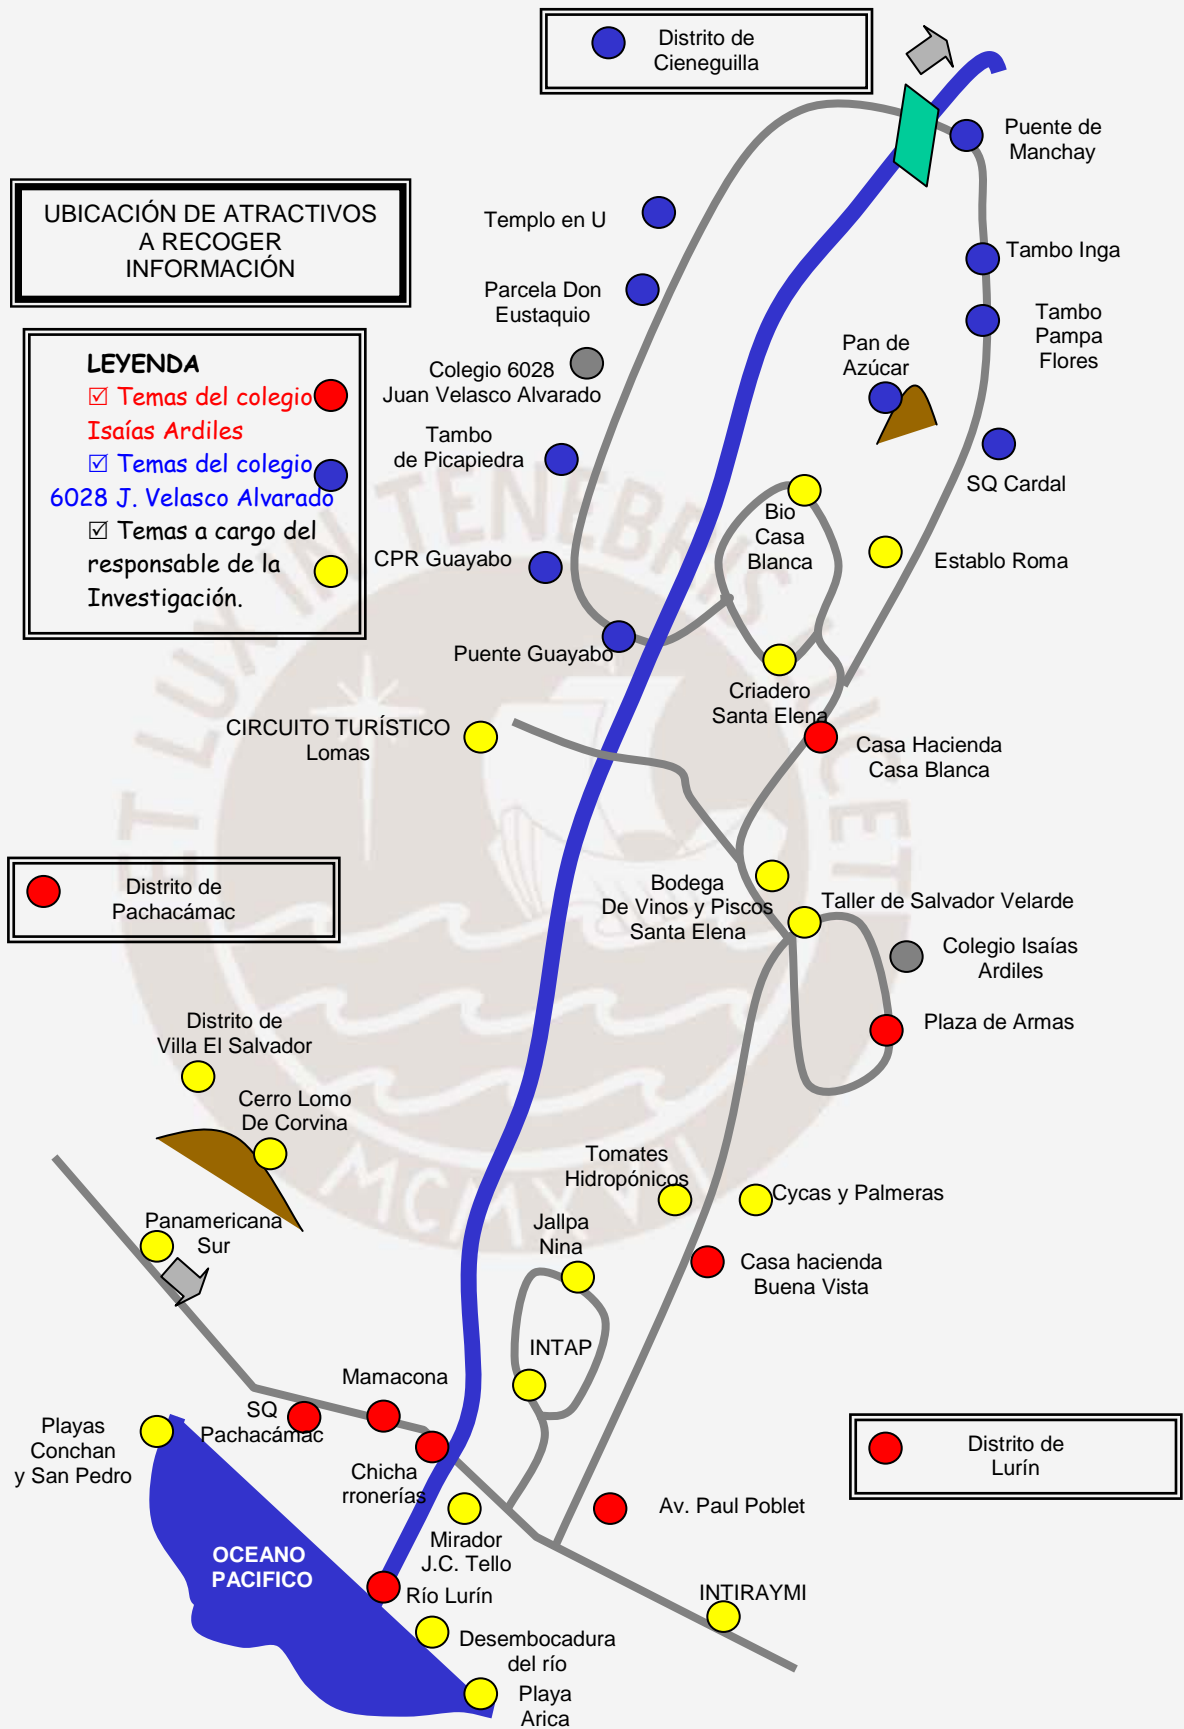 Distrito de
Cieneguilla
Puente de
Manchay
UBICACIÓN DE ATRACTIVOS
A RECOGER
INFORMACIÓN
Templo en U
Tambo Inga
Parcela Don
Eustaquio
Tambo
Pampa
Flores
LEYENDA
☑ Temas del colegio
Isaías Ardiles
☑ Temas del colegio
6028 J. Velasco Alvarado
☑ Temas a cargo del
responsable de la
Investigación.
Pan de
Azúcar
Colegio 6028
Juan Velasco Alvarado
Tambo
de Picapiedra
SQ Cardal
Bio
Casa
Blanca
CPR Guayabo
Establo Roma
Puente Guayabo
Criadero
Santa Elena
CIRCUITO TURÍSTICO
Lomas
Casa Hacienda
Casa Blanca
Distrito de
Pachacámac
Bodega
De Vinos y Piscos
Santa Elena
Taller de Salvador Velarde
Colegio Isaías
Ardiles
Plaza de Armas
Distrito de
Villa El Salvador
Cerro Lomo
De Corvina
Tomates
Hidropónicos
Cycas y Palmeras
Panamericana
Sur
Jallpa
Nina
Casa hacienda
Buena Vista
INTAP
Mamacona
SQ
Pachacámac
Playas
Conchan
y San Pedro
Chicha
rronerías
Distrito de
Lurín
Av. Paul Poblet
Mirador
J.C. Tello
OCEANO
PACIFICO
Río Lurín
INTIRAYMI
Desembocadura
del río
Playa
Arica
ET LUX IN TENEBRIS LUCET
MCMXVII